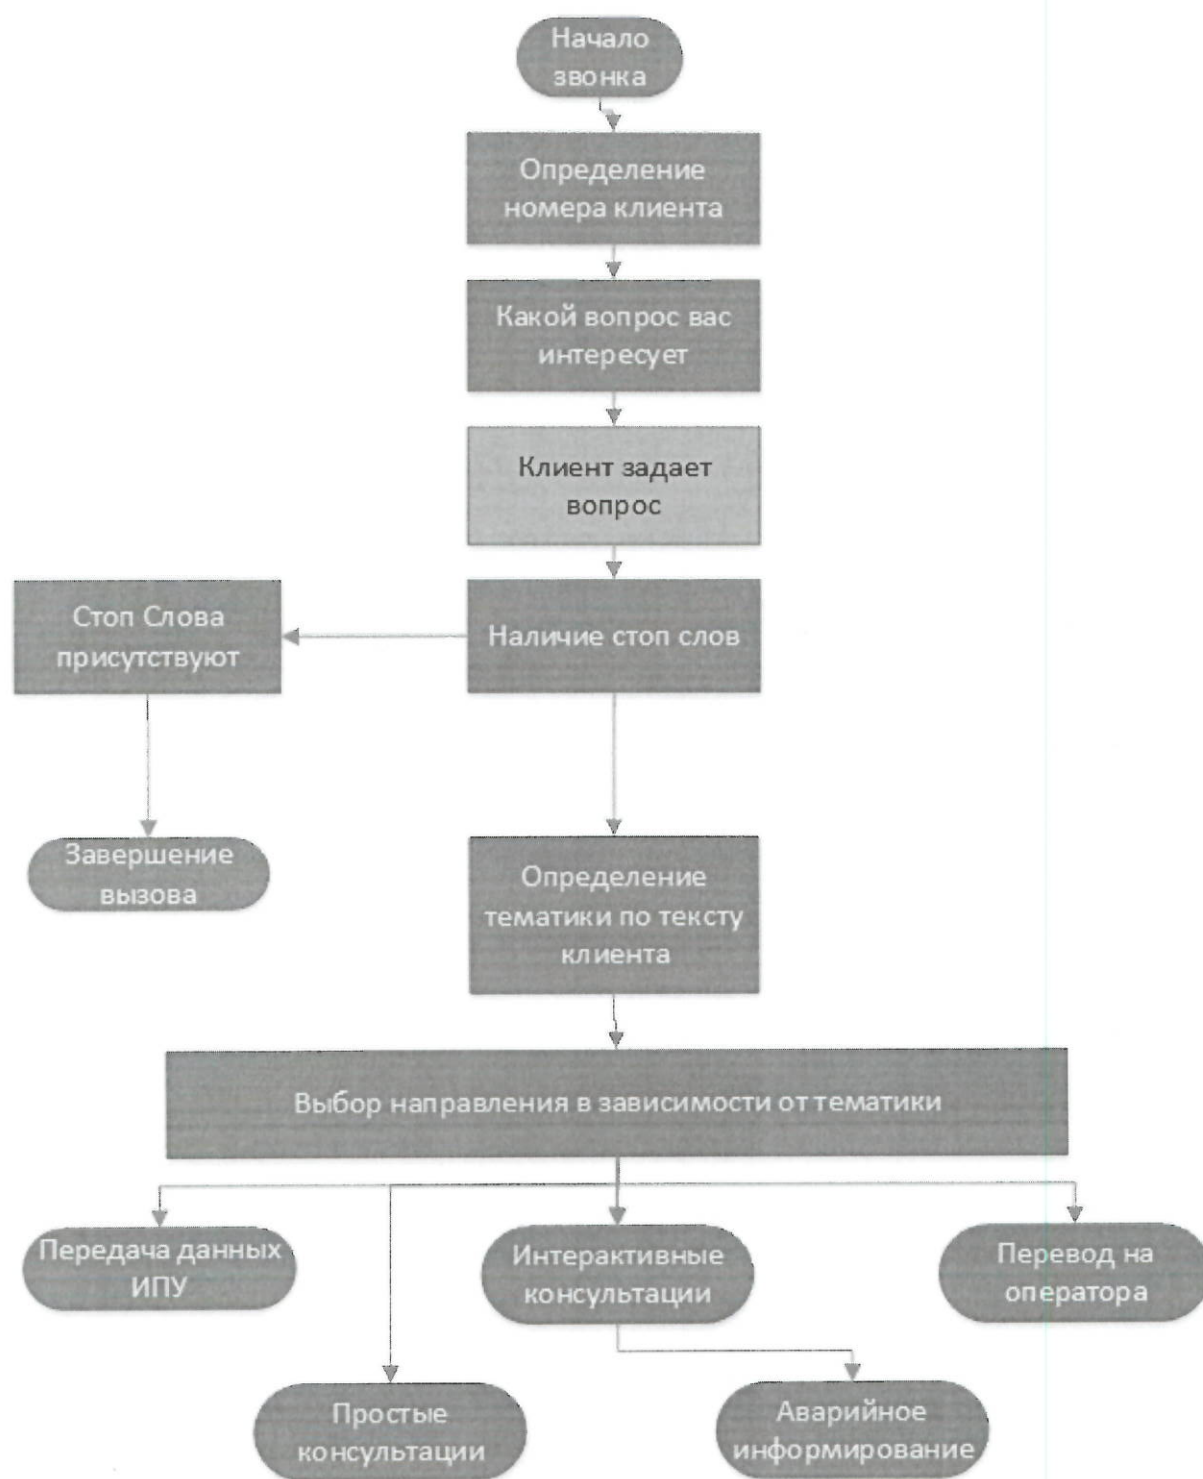 Начало
звонка
Определение
номера клиента
Какой вопрос вас
интересует
Клиент задает
вопрос
Стоп Слова
присутствуют
Наличие стоп слов
Завершение
вызова
Определение
тематики по тексту
клиента
Выбор направления в зависимости от тематики
Передача данных
ИПУ
Интерактивные
консультации
Перевод на
оператора
Простые
консультации
Аварийное
информирование